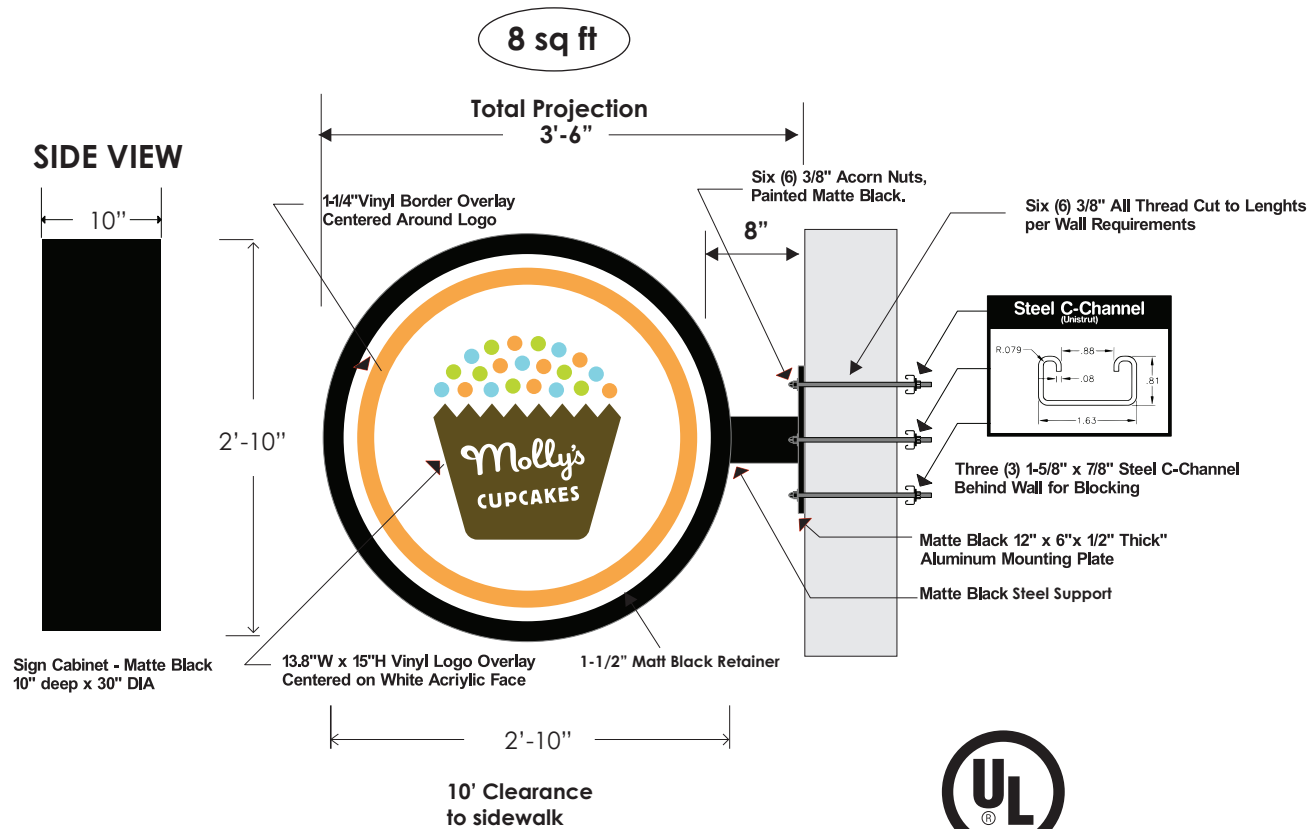 8 sq ft
Total Projection
3'-6”
SIDE VIEW
10”
1-1/4"Vinyl Border Overlay
Centered Around Logo
Six (6) 3/8" Acorn Nuts,
Painted Matte Black.
Six (6) 3/8" All Thread Cut to Lenghts
per Wall Requirements
8”
Steel C-Channel
(Unistrut)
R.079
.88
.08
.81
1.63
2’-10”
Molly's
CUPCAKES
Three (3) 1-5/8" x 7/8" Steel C-Channel
Behind Wall for Blocking
Matte Black 12" x 6"x 1/2" Thick"
Aluminum Mounting Plate
Matte Black Steel Support
Sign Cabinet - Matte Black
10" deep x 30" DIA
13.8"W x 15"H Vinyl Logo Overlay
Centered on White Acriylic Face
1-1/2” Matt Black Retainer
2’-10”
10’ Clearance
to sidewalk
UL
®